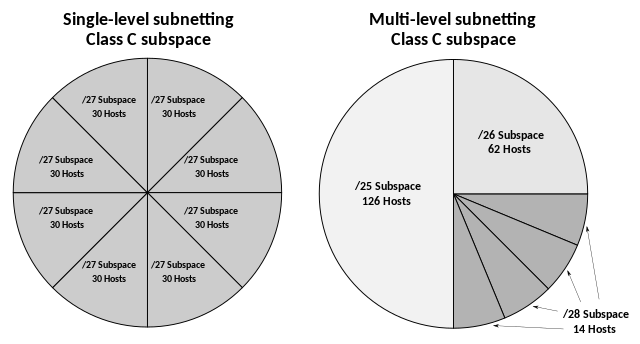 Single-level subnetting
Class C subspace
/27 Subspace
30 Hosts
/27 Subspace
30 Hosts
/27 Subspace
30 Hosts
/27 Subspace
30 Hosts
/27 Subspace
30 Hosts
/27 Subspace
30 Hosts
/27 Subspace
30 Hosts
/27 Subspace
30 Hosts
Multi-level subnetting
Class C subspace
/26 Subspace
62 Hosts
/25 Subspace
126 Hosts
/28 Subspace
14 Hosts